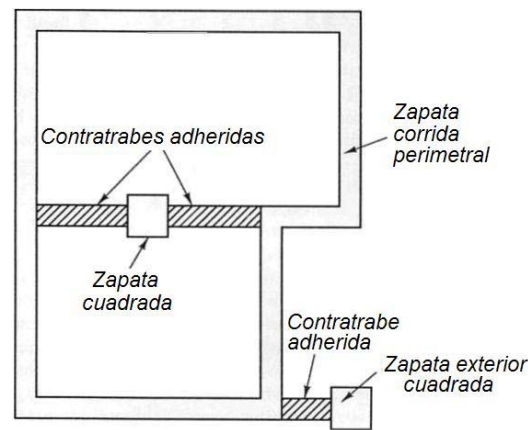 Contratrabes adheridas
Zapata
corrida
perimetral
Zapata
cuadrada
Contratrabe
adherida
Zapata exterior
cuadrada